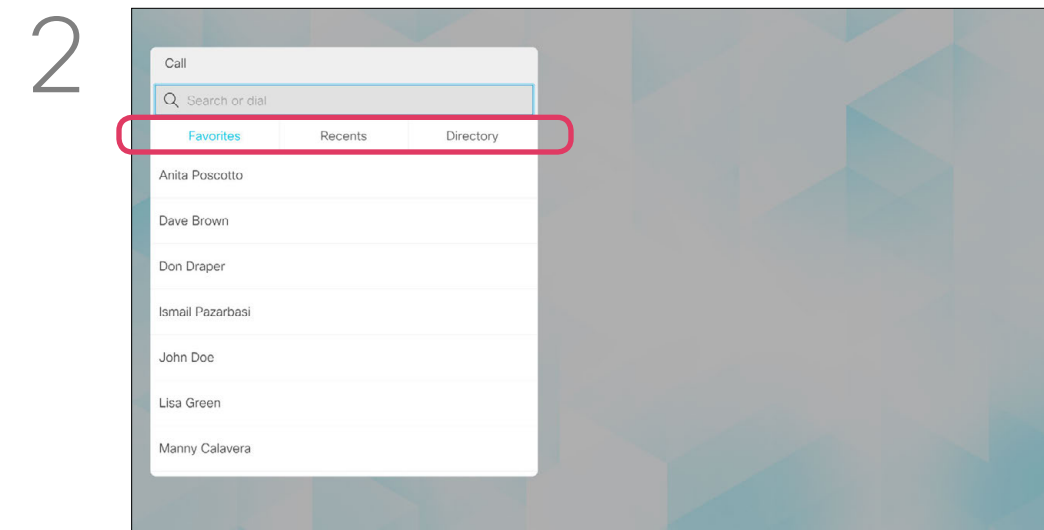 2
Call
Search or dial
Favorites Recents Directory
Anita Poscotto
Dave Brown
Don Draper
Ismail Pazarbasi
John Doe
Lisa Green
Manny Calavera